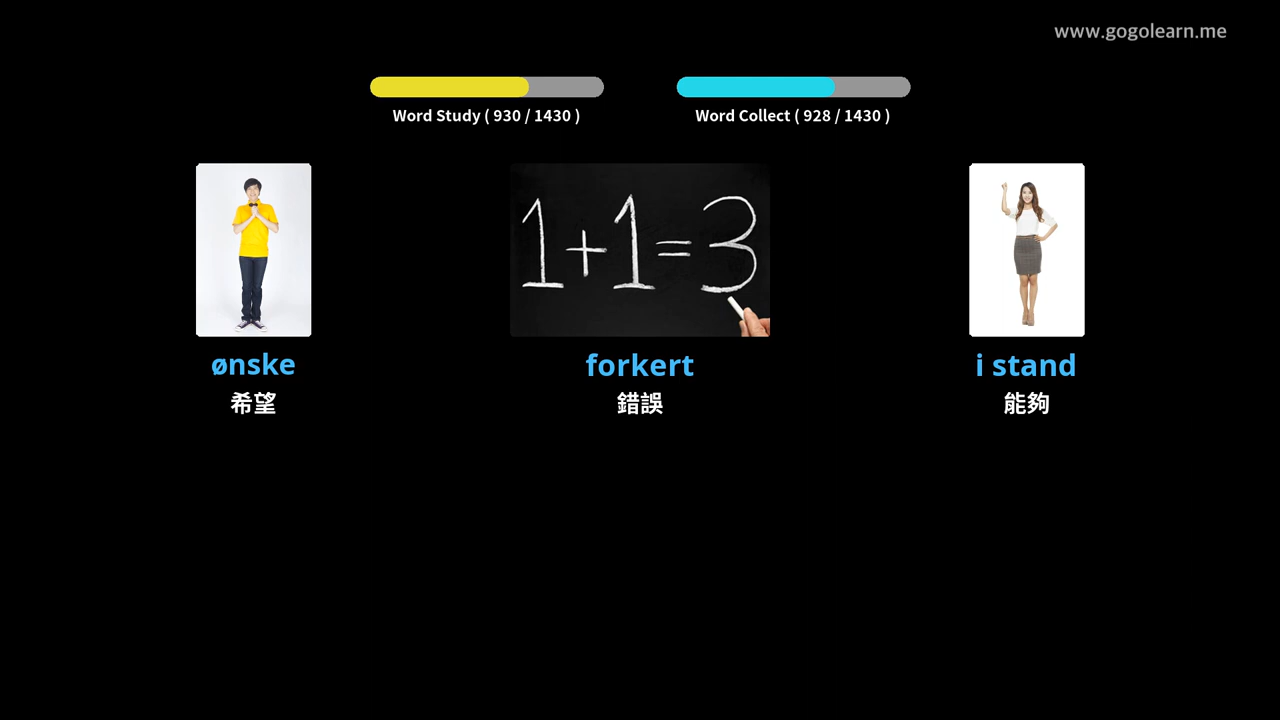 www.gogolearn.me
Word Study ( 930 / 1430 )
Word Collect ( 928 / 1430 )
1+1=3
ønske
forkert
i stand
希望
錯誤
能夠